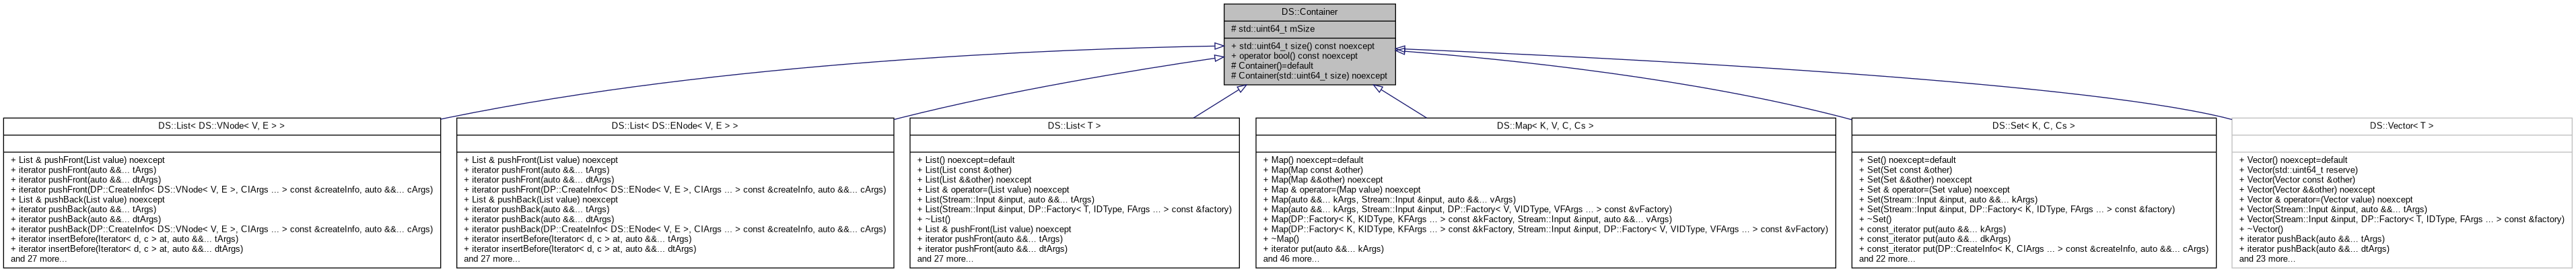 DS::Container
# std::uint64_t mSize
+ std::uint64_t size() const noexcept
+ operator bool() const noexcept
# Container()=default
# Container(std::uint64_t size) noexcept
DS::List< DS::VNode< V, E > >
+ List & pushFront(List value) noexcept
+ iterator pushFront(auto &&... tArgs)
+ iterator pushFront(auto &&... dtArgs)
+ iterator pushFront(DP::CreateInfo< DS::VNode< V, E >, CIArgs ... > const &createInfo, auto &&... cArgs)
+ List & pushBack(List value) noexcept
+ iterator pushBack(auto &&... tArgs)
+ iterator pushBack(auto &&... dtArgs)
+ iterator pushBack(DP::CreateInfo< DS::VNode< V, E >, CIArgs ... > const &createInfo, auto &&... cArgs)
+ iterator insertBefore(Iterator< d, c > at, auto &&... tArgs)
+ iterator insertBefore(Iterator< d, c > at, auto &&... dtArgs)
and 27 more...
DS::List< DS::ENode< V, E > >
+ List & pushFront(List value) noexcept
+ iterator pushFront(auto &&... tArgs)
+ iterator pushFront(auto &&... dtArgs)
+ iterator pushFront(DP::CreateInfo< DS::ENode< V, E >, CIArgs ... > const &createInfo, auto &&... cArgs)
+ List & pushBack(List value) noexcept
+ iterator pushBack(auto &&... tArgs)
+ iterator pushBack(auto &&... dtArgs)
+ iterator pushBack(DP::CreateInfo< DS::ENode< V, E >, CIArgs ... > const &createInfo, auto &&... cArgs)
+ iterator insertBefore(Iterator< d, c > at, auto &&... tArgs)
+ iterator insertBefore(Iterator< d, c > at, auto &&... dtArgs)
and 27 more...
DS::List< T >
+ List() noexcept=default
+ List(List const &other)
+ List(List &&other) noexcept
+ List & operator=(List value) noexcept
+ List(Stream::Input &input, auto &&... tArgs)
+ List(Stream::Input &input, DP::Factory< T, IDType, FArgs ... > const &factory)
+ ~List()
+ List & pushFront(List value) noexcept
+ iterator pushFront(auto &&... tArgs)
+ iterator pushFront(auto &&... dtArgs)
and 27 more...
DS::Map< K, V, C, Cs >
+ Map() noexcept=default
+ Map(Map const &other)
+ Map(Map &&other) noexcept
+ Map & operator=(Map value) noexcept
+ Map(auto &&... kArgs, Stream::Input &input, auto &&... vArgs)
+ Map(auto &&... kArgs, Stream::Input &input, DP::Factory< V, VIDType, VFArgs ... > const &vFactory)
+ Map(DP::Factory< K, KIDType, KFArgs ... > const &kFactory, Stream::Input &input, auto &&... vArgs)
+ Map(DP::Factory< K, KIDType, KFArgs ... > const &kFactory, Stream::Input &input, DP::Factory< V, VIDType, VFArgs ... > const &vFactory)
+ ~Map()
+ iterator put(auto &&... kArgs)
and 46 more...
DS::Set< K, C, Cs >
+ Set() noexcept=default
+ Set(Set const &other)
+ Set(Set &&other) noexcept
+ Set & operator=(Set value) noexcept
+ Set(Stream::Input &input, auto &&... kArgs)
+ Set(Stream::Input &input, DP::Factory< K, IDType, FArgs ... > const &factory)
+ ~Set()
+ const_iterator put(auto &&... kArgs)
+ const_iterator put(auto &&... dkArgs)
+ const_iterator put(DP::CreateInfo< K, CIArgs ... > const &createInfo, auto &&... cArgs)
and 22 more...
DS::Vector< T >
+ Vector() noexcept=default
+ Vector(std::uint64_t reserve)
+ Vector(Vector const &other)
+ Vector(Vector &&other) noexcept
+ Vector & operator=(Vector value) noexcept
+ Vector(Stream::Input &input, auto &&... tArgs)
+ Vector(Stream::Input &input, DP::Factory< T, IDType, FArgs ... > const &factory)
+ ~Vector()
+ iterator pushBack(auto &&... tArgs)
+ iterator pushBack(auto &&... dtArgs)
and 23 more...